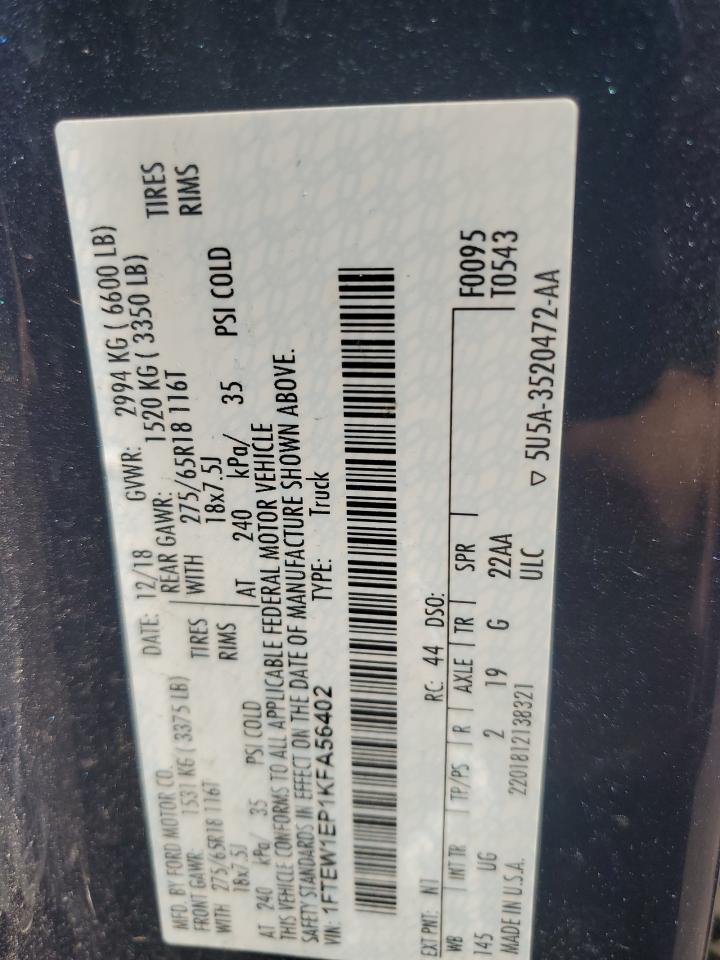 MFD. BY FORD MOTOR CO. DATE: 12/18 GVWR: 2994 KG ( 6600 LB)
FRONT GAWR: 1531 KG ( 3375 LB) REAR GAWR: 1520 KG ( 3350 LB)
WITH 275/65R18 116T TIRES WITH 275/65R18 116T TIRES
18x7.5J RIMS 18x7.5J RIMS
AT 240 kPa/ 35 PSI COLD AT 240 kPa/ 35 PSI COLD
THIS VEHICLE CONFORMS TO ALL APPLICABLE FEDERAL MOTOR VEHICLE
SAFETY STANDARDS IN EFFECT ON THE DATE OF MANUFACTURE SHOWN ABOVE.
VIN: 1FTEW1EP1KFA56402 TYPE: Truck
EXT PNT: N1 RC: 44 DSO: F0095
WB INT TR TP/PS R AXLE TR SPR T0543
145 UG 2 19 G 22AA
MADE IN U.S.A. 2201812138321 ULC ▽ 5U5A-3520472-AA